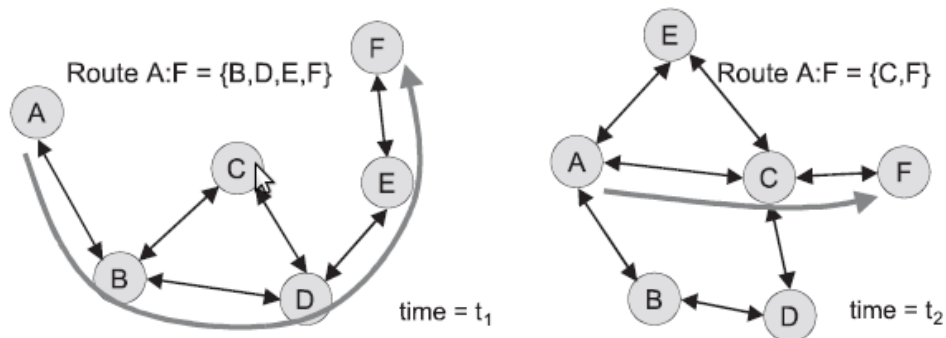 F
Route A:F = {B,D,E,F}
A
C
E
B
D
time = t₁
E
Route A:F = {C,F}
A
C
F
B
D
time = t₂